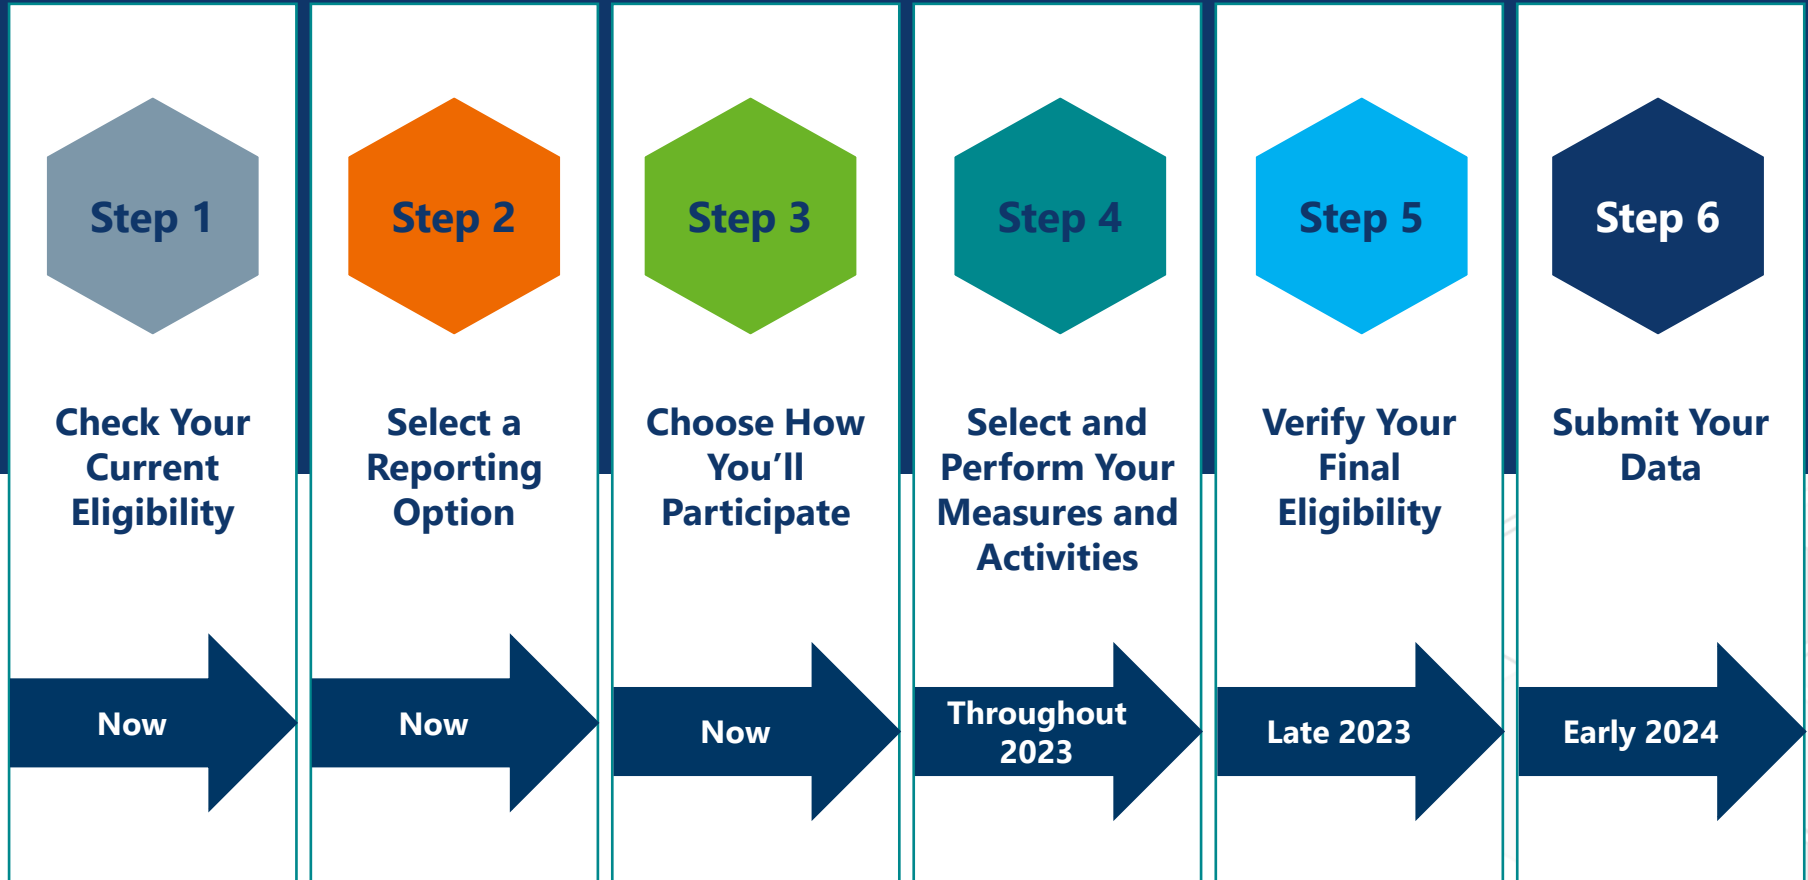 Step 1
Check Your
Current
Eligibility
Now
Step 2
Select a
Reporting
Option
Now
Step 3
Choose How
You’ll
Participate
Now
Step 4
Select and
Perform Your
Measures and
Activities
Throughout
2023
Step 5
Verify Your
Final
Eligibility
Late 2023
Step 6
Submit Your
Data
Early 2024